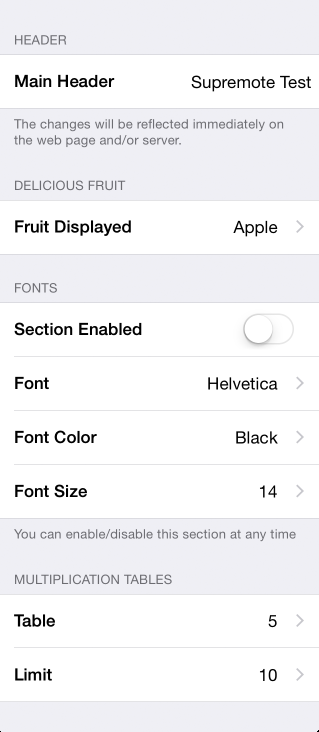 HEADER
Main Header Supremote Test
The changes will be reflected immediately on
the web page and/or server.
DELICIOUS FRUIT
Fruit Displayed Apple
FONTS
Section Enabled
Font Helvetica
Font Color Black
Font Size 14
You can enable/disable this section at any time
MULTIPLICATION TABLES
Table 5
Limit 10